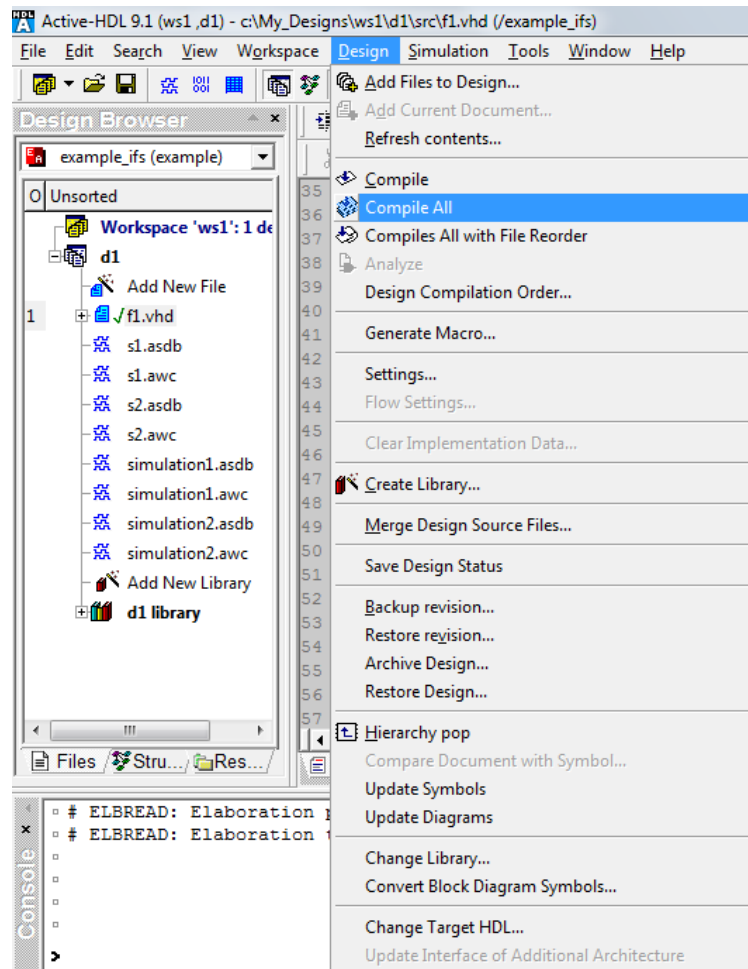 Active-HDL 9.1 (ws1 ,d1) - c:\My_Designs\ws1\d1\src\f1.vhd (/example_ifs)
File Edit Search View Workspace Design Simulation Tools Window Help
Design Browser
example_ifs (example)
O Unsorted
Workspace 'ws1': 1 de
d1
Add New File
1 f1.vhd
s1.asdb
s1.awc
s2.asdb
s2.awc
simulation1.asdb
simulation1.awc
simulation2.asdb
simulation2.awc
Add New Library
d1 library
Files Stru... Res...
35
36
37
38
39
40
41
42
43
44
45
46
47
48
49
50
51
52
53
54
55
56
57
Add Files to Design...
Add Current Document...
Refresh contents...
Compile
Compile All
Compiles All with File Reorder
Analyze
Design Compilation Order...
Generate Macro...
Settings...
Flow Settings...
Clear Implementation Data...
Create Library...
Merge Design Source Files...
Save Design Status
Backup revision...
Restore revision...
Archive Design...
Restore Design...
Hierarchy pop
Compare Document with Symbol...
Update Symbols
Update Diagrams
Change Library...
Convert Block Diagram Symbols...
Change Target HDL...
Update Interface of Additional Architecture
Console
# ELBREAD: Elaboration
# ELBREAD: Elaboration
>